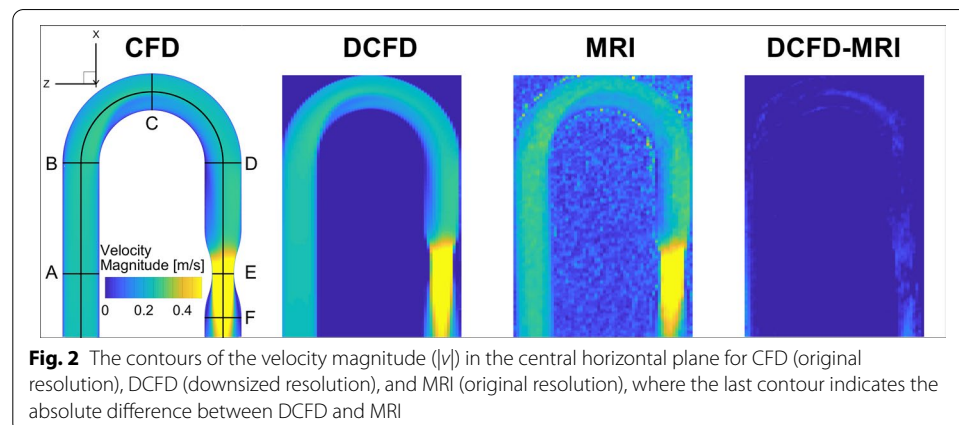 CFD DCFD MRI DCFD-MRI
X
Z
Y
C
B D
Velocity
Magnitude [m/s]
A E
0 0.2 0.4
F
Fig. 2 The contours of the velocity magnitude (|v|) in the central horizontal plane for CFD (original
resolution), DCFD (downsized resolution), and MRI (original resolution), where the last contour indicates the
absolute difference between DCFD and MRI